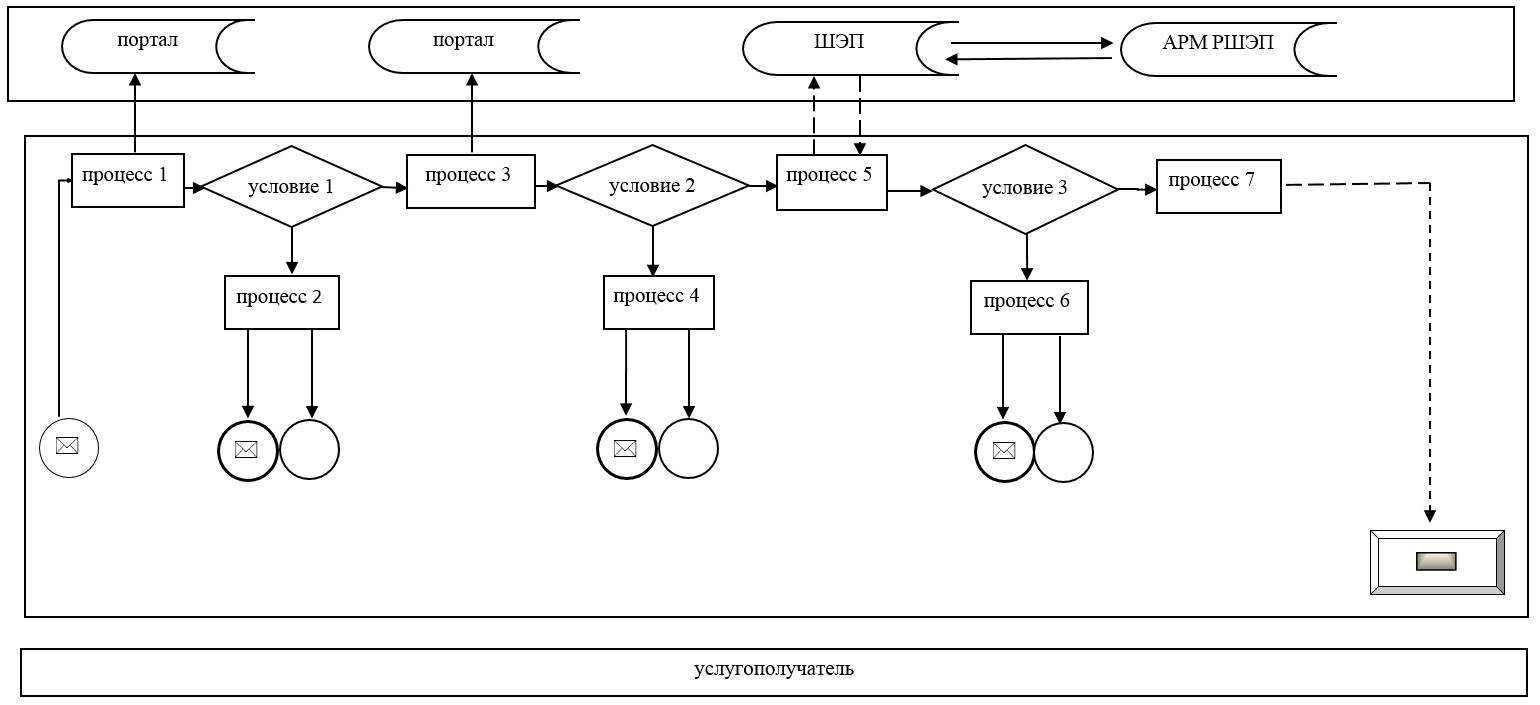 портал
портал
ШЭП
АРМ РШЭП
процесс 1
условие 1
процесс 3
условие 2
процесс 5
условие 3
процесс 7
процесс 2
процесс 4
процесс 6
услугополучатель